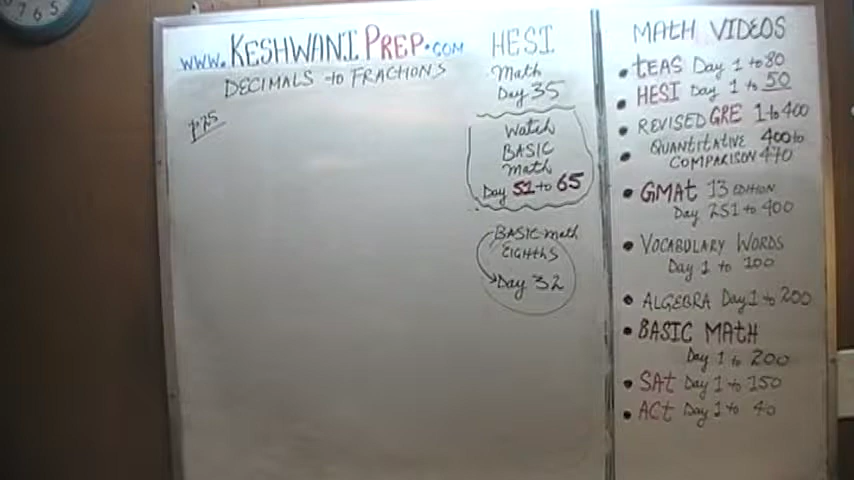 www.KESHWANIPREP.COM
DECIMALS to FRACTIONS
HESI
Math
Day 35
Watch
BASIC
Math
Day 51 to 65
BASIC math
EIGHTHS
Day 32
MATH VIDEOS
• TEAS Day 1 to 80
• HESI Day 1 to 50
• REVISED GRE 1 to 400
• QUANTITATIVE 400 to
COMPARISON 470
• GMAT 13 EDITION
Day 251 to 400
• VOCABULARY WORDS
Day 1 to 100
• ALGEBRA Day 1 to 200
• BASIC MATH
Day 1 to 200
• SAT Day 1 to 150
• ACT Day 1 to 40
7 6 5